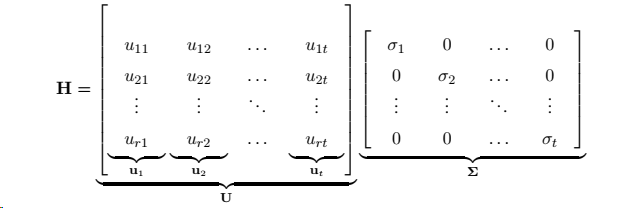 u₁₁ u₁₂ … u₁ₜ σ₁ 0 … 0
u₂₁ u₂₂ … u₂ₜ 0 σ₂ … 0
H = ⋮ ⋮ ⋱ ⋮ ⋮ ⋮ ⋱ ⋮
uᵣ₁ uᵣ₂ … uᵣₜ 0 0 … σₜ
u₁ u₂ uₜ Σ
U